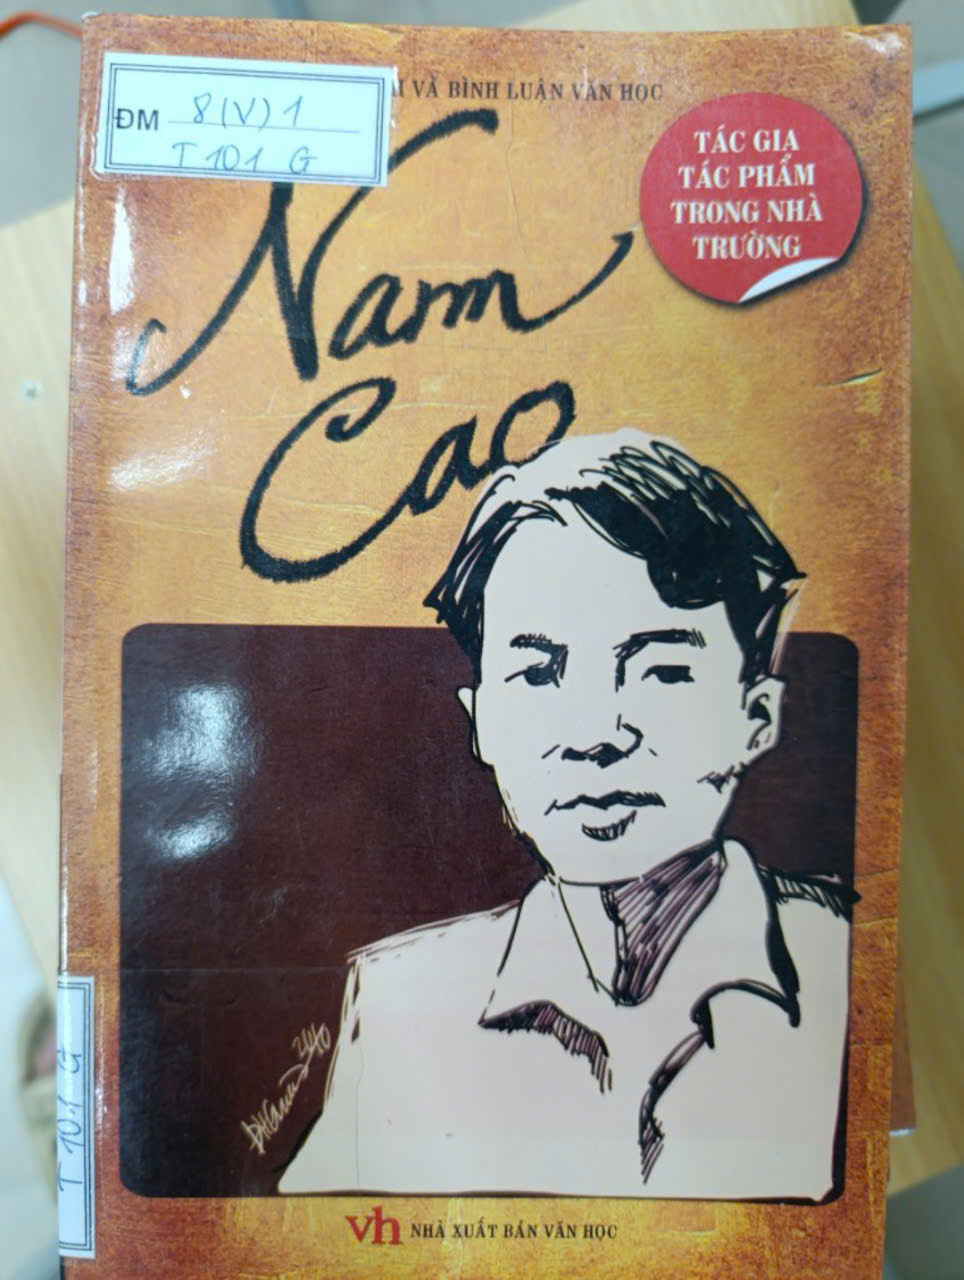 VÀ BÌNH LUẬN VĂN HỌC
ĐM 8(V)1
T 101 G
TÁC GIA
TÁC PHẨM
TRONG NHÀ
TRƯỜNG
Nam
Cao
T 101 G
vh NHÀ XUẤT BẢN VĂN HỌC